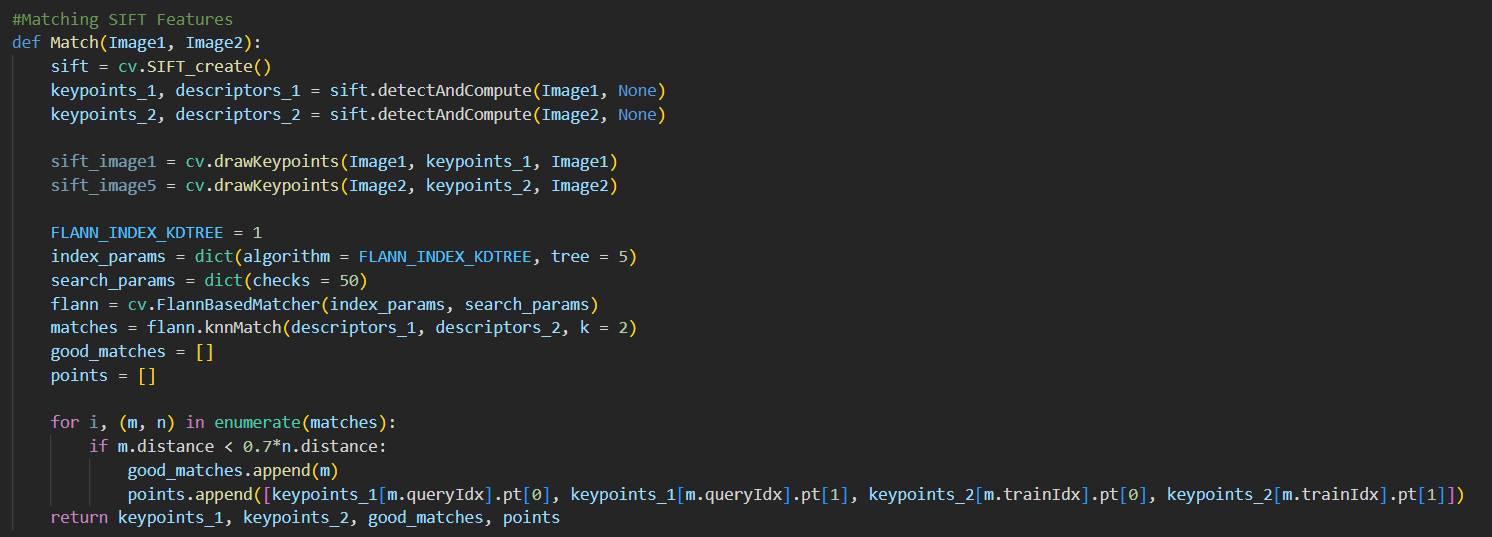 #Matching SIFT Features
def Match(Image1, Image2):
    sift = cv.SIFT_create()
    keypoints_1, descriptors_1 = sift.detectAndCompute(Image1, None)
    keypoints_2, descriptors_2 = sift.detectAndCompute(Image2, None)

    sift_image1 = cv.drawKeypoints(Image1, keypoints_1, Image1)
    sift_image5 = cv.drawKeypoints(Image2, keypoints_2, Image2)

    FLANN_INDEX_KDTREE = 1
    index_params = dict(algorithm = FLANN_INDEX_KDTREE, tree = 5)
    search_params = dict(checks = 50)
    flann = cv.FlannBasedMatcher(index_params, search_params)
    matches = flann.knnMatch(descriptors_1, descriptors_2, k = 2)
    good_matches = []
    points = []

    for i, (m, n) in enumerate(matches):
        if m.distance < 0.7*n.distance:
            good_matches.append(m)
            points.append([keypoints_1[m.queryIdx].pt[0], keypoints_1[m.queryIdx].pt[1], keypoints_2[m.trainIdx].pt[0], keypoints_2[m.trainIdx].pt[1]])
    return keypoints_1, keypoints_2, good_matches, points